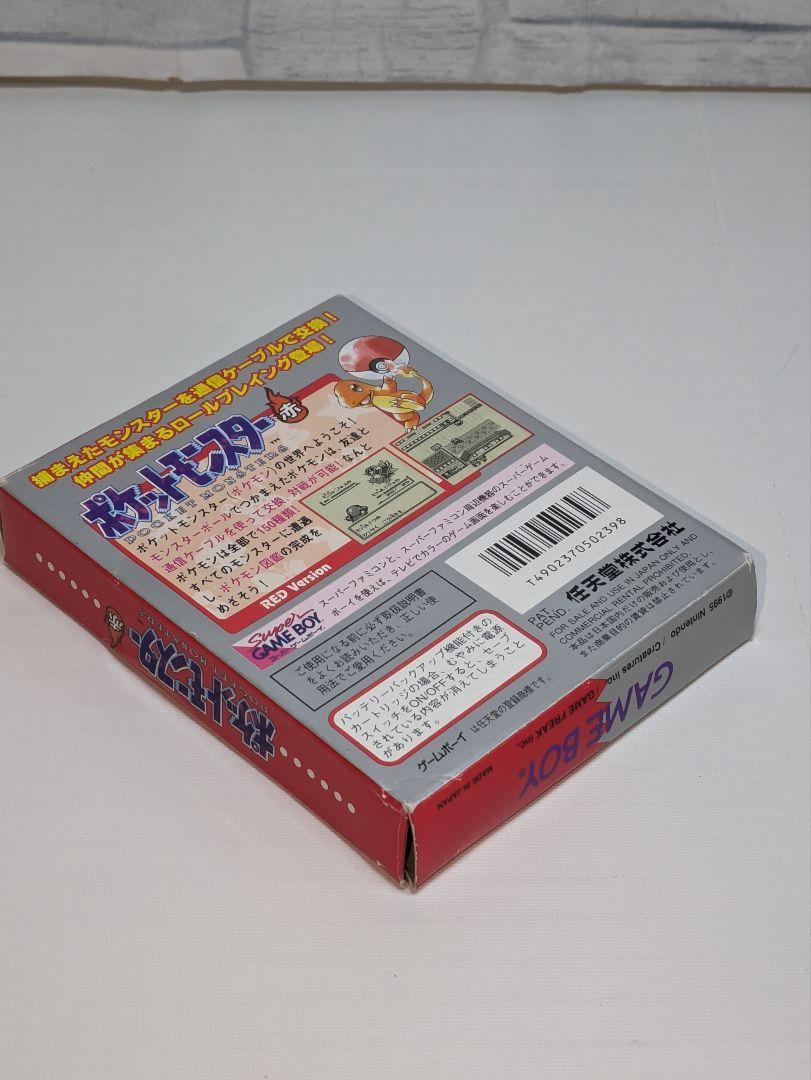 捕まえたモンスターを通信ケーブルで交換！
仲間が集まるロールプレイング登場！
ポケットモンスター 赤
POCKET MONSTERS ™
ポケットモンスター(ポケモン)の世界へようこそ！
モンスターボールでつかまえたポケモンは、友達と
通信ケーブルを使って交換、対戦が可能！なんと
ポケモンは全部で150種類！
すべてのモンスターに遭遇
し、ポケモン図鑑の完成を
めざそう！
RED Version
Super
GAME BOY
スーパーゲームボーイ
スーパーファミコンと、スーパーファミコン周辺機器のスーパーゲーム
ボーイを使えば、テレビでカラーのゲーム画面を楽しむことができます。
ご使用になる前に必ず取扱説明書
をよくお読みいただき、正しい使
用法でご愛用ください。
バッテリーバックアップ機能付きの
カートリッジの場合、むやみに電源
スイッチをON/OFFすると、セーブ
されている内容が消えてしまうこと
があります。
ゲームボーイ は任天堂の登録商標です。
T4902370502398
任天堂株式会社
PAT.
PEND.
FOR SALE AND USE IN JAPAN ONLY AND
COMMERCIAL RENTAL PROHIBITED.
本品は日本国内だけの販売および使用とし、
また商業目的の賃貸は禁止されています。
©1995 Nintendo / Creatures inc. / GAME FREAK inc.
MADE IN JAPAN
GAME BOY®
ポケットモンスター 赤
POCKET MONSTERS